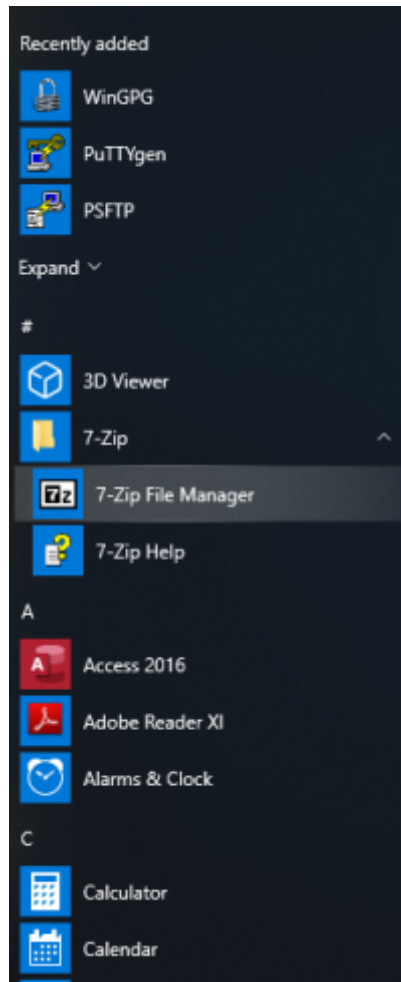 Recently added
WinGPG
PuTTYgen
PSFTP
Expand
#
3D Viewer
7-Zip
7z 7-Zip File Manager
7-Zip Help
A
A Access 2016
Adobe Reader XI
Alarms & Clock
C
Calculator
Calendar